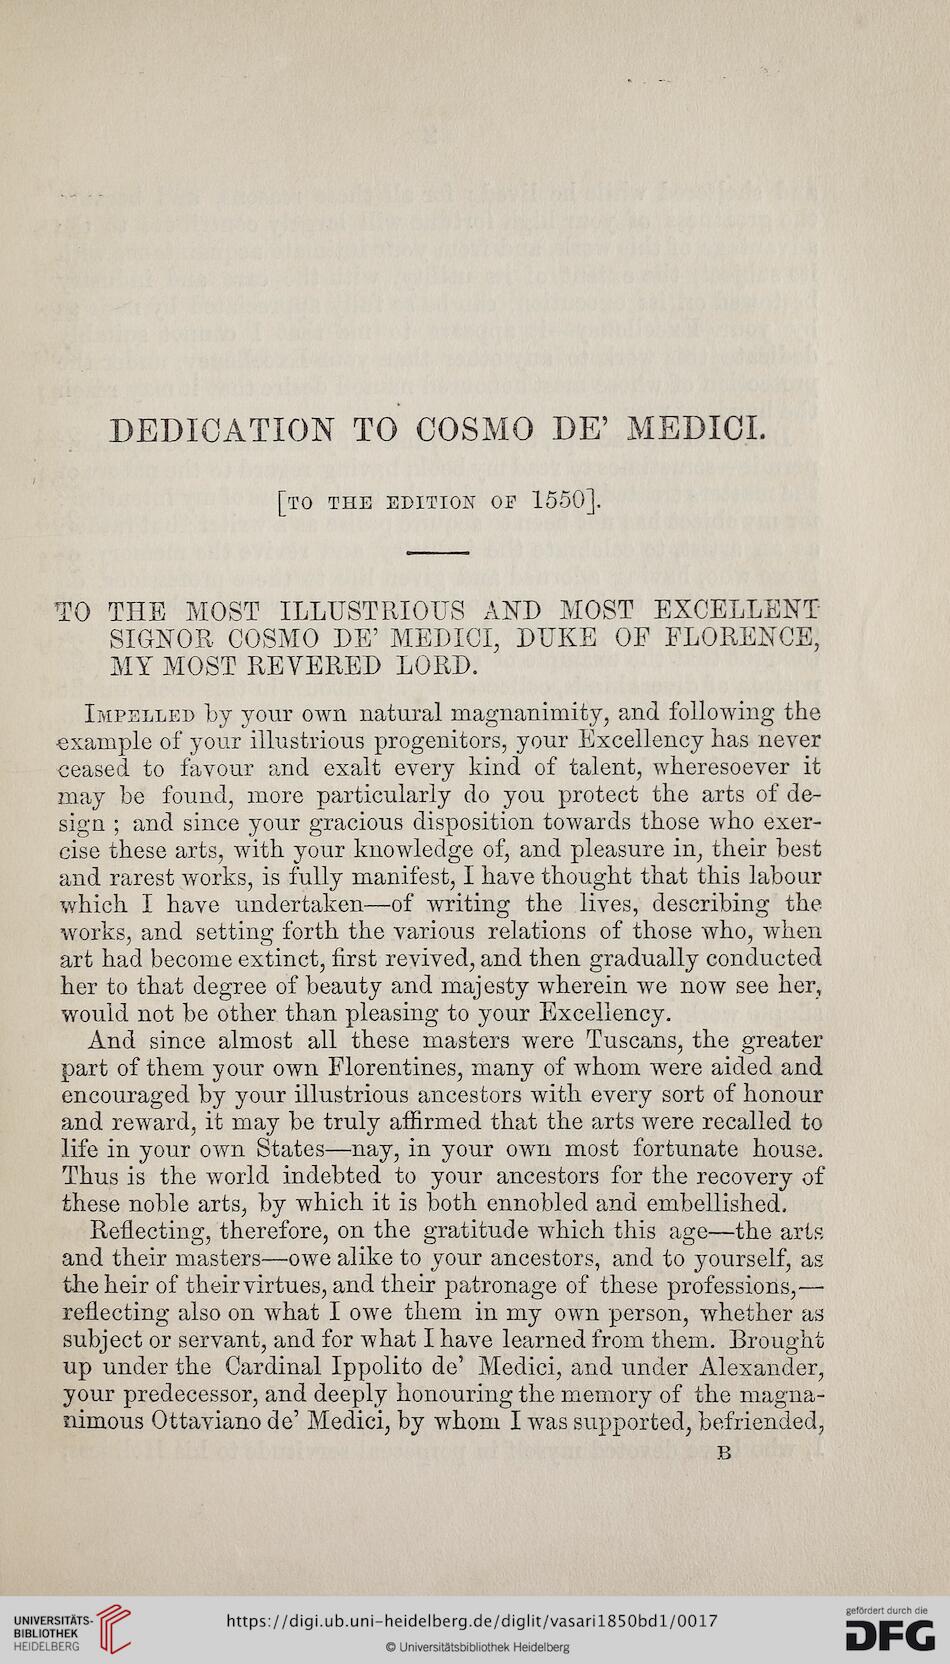 DEDICATION TO COSMO DE' MEDICI.
[TO THE EDITION OF 1550].
TO THE MOST ILLUSTRIOUS AND MOST EXCELLENT
SIGNOR COSMO DE' MEDICI, DUKE OF FLORENCE,
MY MOST REVERED LORD.
IMPELLED by your own natural magnanimity, and following the
example of your illustrious progenitors, your Excellency has never
ceased to favour and exalt every kind of talent, wheresoever it
may be found, more particularly do you protect the arts of de-
sign ; and since your gracious disposition towards those who exer-
cise these arts, with your knowledge of, and pleasure in, their best
and rarest works, is fully manifest, I have thought that this labour
which I have undertaken—of writing the lives, describing the
works, and setting forth the various relations of those who, when
art had become extinct, first revived, and then gradually conducted
her to that degree of beauty and majesty wherein we now see her,
would not be other than pleasing to your Excellency.
And since almost all these masters were Tuscans, the greater
part of them your own Florentines, many of whom were aided and
encouraged by your illustrious ancestors with every sort of honour
and reward, it may be truly affirmed that the arts were recalled to
life in your own States—nay, in your own most fortunate house.
Thus is the world indebted to your ancestors for the recovery of
these noble arts, by which it is both ennobled and embellished.
Reflecting, therefore, on the gratitude which this age—the arts
and their masters—owe alike to your ancestors, and to yourself, as
the heir of their virtues, and their patronage of these professions,—
reflecting also on what I owe them in my own person, whether as
subject or servant, and for what I have learned from them. Brought
up under the Cardinal Ippolito de' Medici, and under Alexander,
your predecessor, and deeply honouring the memory of the magna-
nimous Ottaviano de' Medici, by whom I was supported, befriended,
B
UNIVERSITÄTS-
BIBLIOTHEK
HEIDELBERG
https://digi.ub.uni-heidelberg.de/diglit/vasari1850bd1/0017
© Universitätsbibliothek Heidelberg
gefördert durch die
DFG